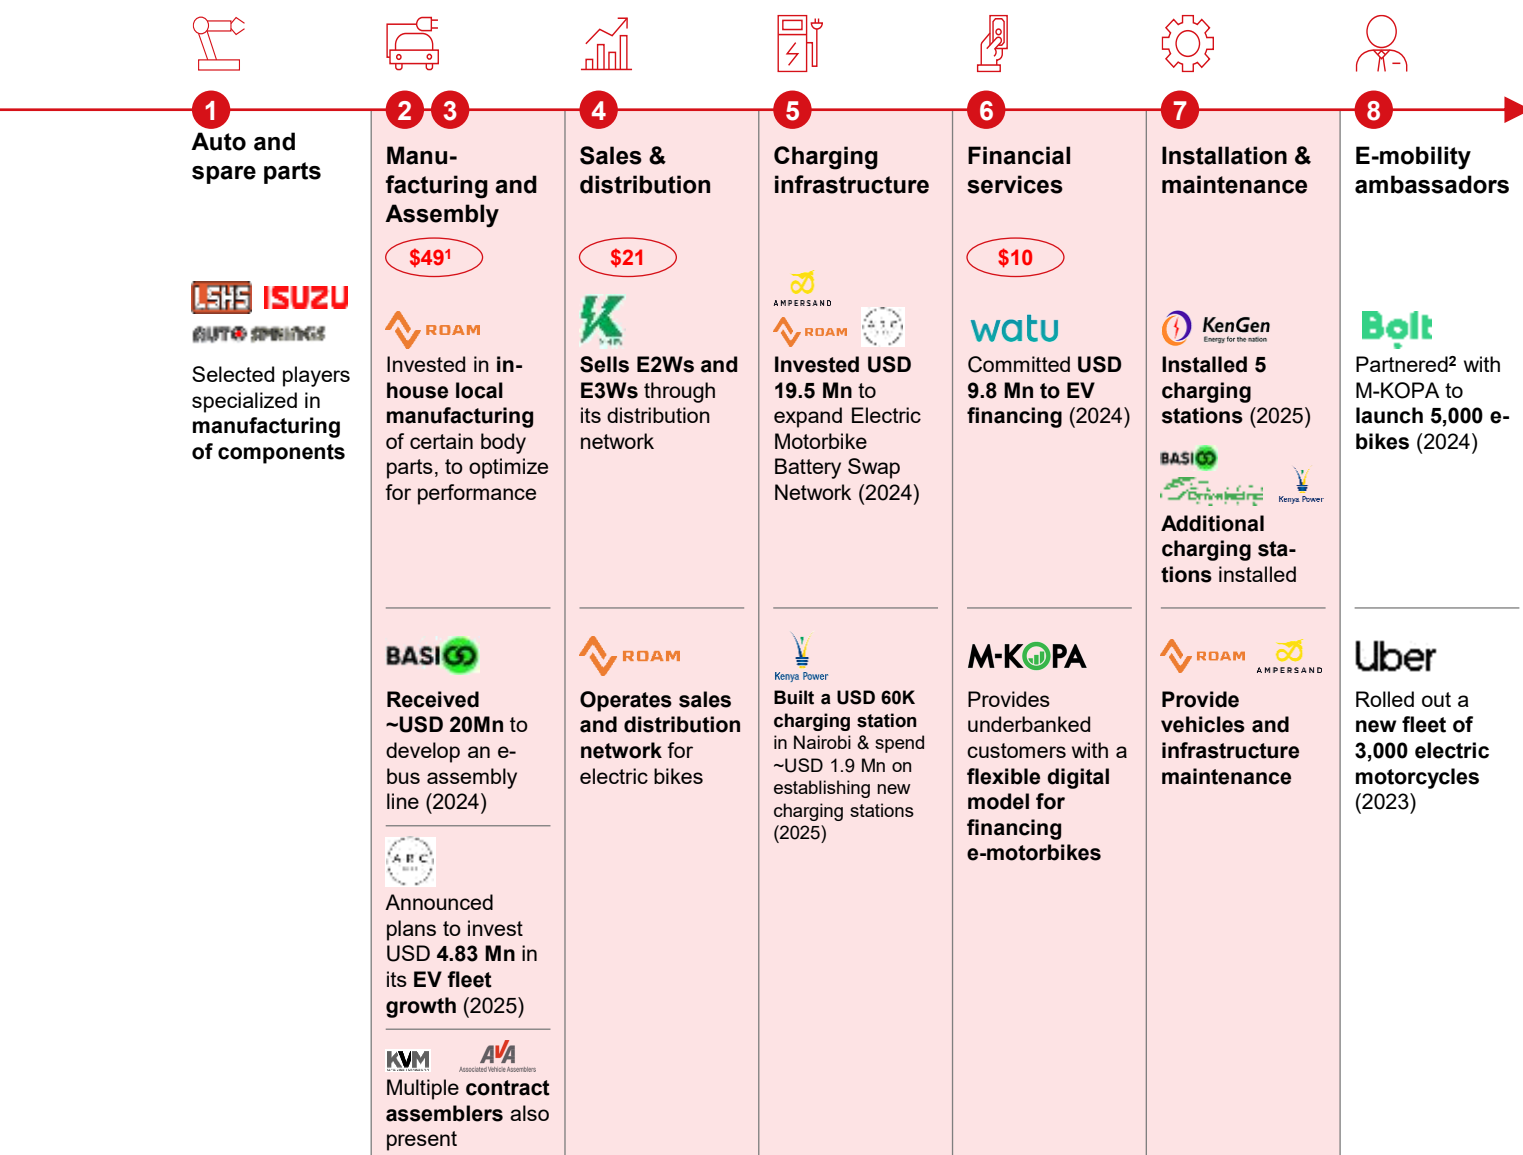 1
Auto and
spare parts
LSHS ISUZU
AUTO SPRINGS
Selected players
specialized in
manufacturing
of components
2 3
Manu-
facturing and
Assembly
$49¹
ROAM
Invested in in-
house local
manufacturing
of certain body
parts, to optimize
for performance
BASIGO
Received
~USD 20Mn to
develop an e-
bus assembly
line (2024)
ARC
Announced
plans to invest
USD 4.83 Mn in
its EV fleet
growth (2025)
KVM AVA
Associated Vehicle Assemblers
Multiple contract
assemblers also
present
4
Sales &
distribution
$21
Sells E2Ws and
E3Ws through
its distribution
network
ROAM
Operates sales
and distribution
network for
electric bikes
5
Charging
infrastructure
AMPERSAND
ROAM ARC
Invested USD
19.5 Mn to
expand Electric
Motorbike
Battery Swap
Network (2024)
Kenya Power
Built a USD 60K
charging station
in Nairobi & spend
~USD 1.9 Mn on
establishing new
charging stations
(2025)
6
Financial
services
$10
watu
Committed USD
9.8 Mn to EV
financing (2024)
M-KOPA
Provides
underbanked
customers with a
flexible digital
model for
financing
e-motorbikes
7
Installation &
maintenance
KenGen
Energy for the nation
Installed 5
charging
stations (2025)
BASIGO
Kenya Power
Additional
charging sta-
tions installed
ROAM AMPERSAND
Provide
vehicles and
infrastructure
maintenance
8
E-mobility
ambassadors
Bolt
Partnered² with
M-KOPA to
launch 5,000 e-
bikes (2024)
Uber
Rolled out a
new fleet of
3,000 electric
motorcycles
(2023)